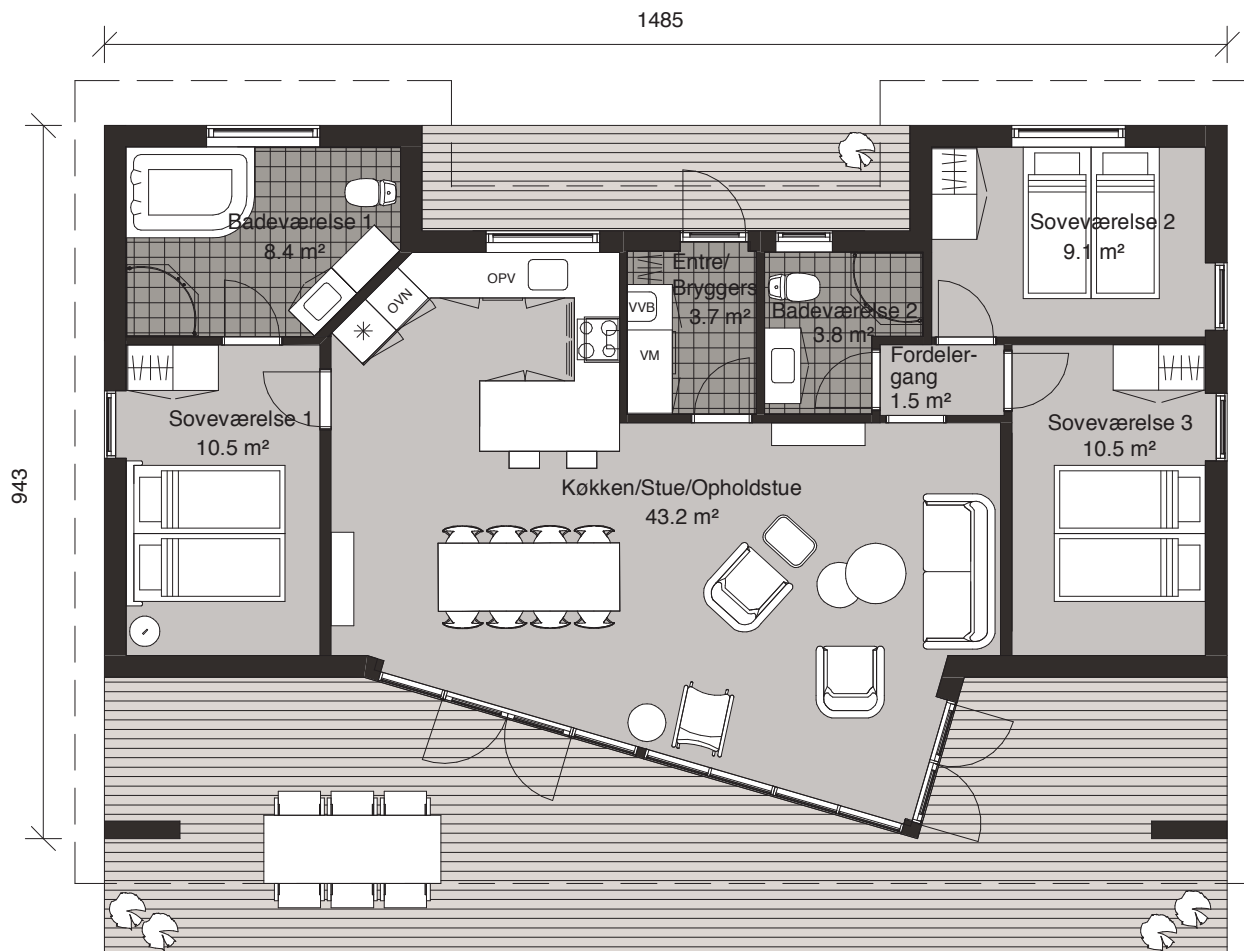 1485
943
Badeværelse 1
8.4 m²
OPV
OVN
VVB
VM
Entre/
Bryggers
3.7 m²
Badeværelse 2
3.8 m²
Soveværelse 2
9.1 m²
Fordeler-
gang
1.5 m²
Soveværelse 1
10.5 m²
Soveværelse 3
10.5 m²
Køkken/Stue/Opholdstue
43.2 m²